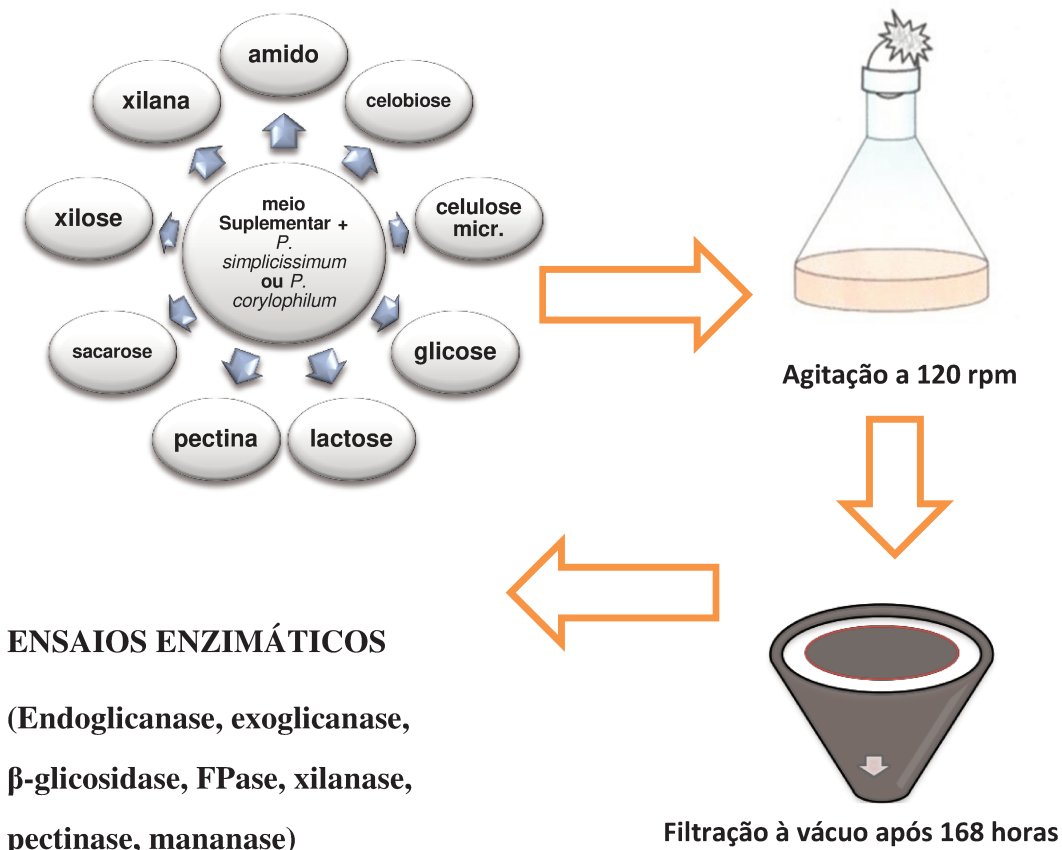 amido
celobiose
celulose
micr.
glicose
lactose
pectina
sacarose
xilose
xilana
meio
Suplementar +
P.
simplicissimum
ou P.
corylophilum
Agitação a 120 rpm
Filtração à vácuo após 168 horas
ENSAIOS ENZIMÁTICOS
(Endoglicanase, exoglicanase,
β-glicosidase, FPase, xilanase,
pectinase, mananase)